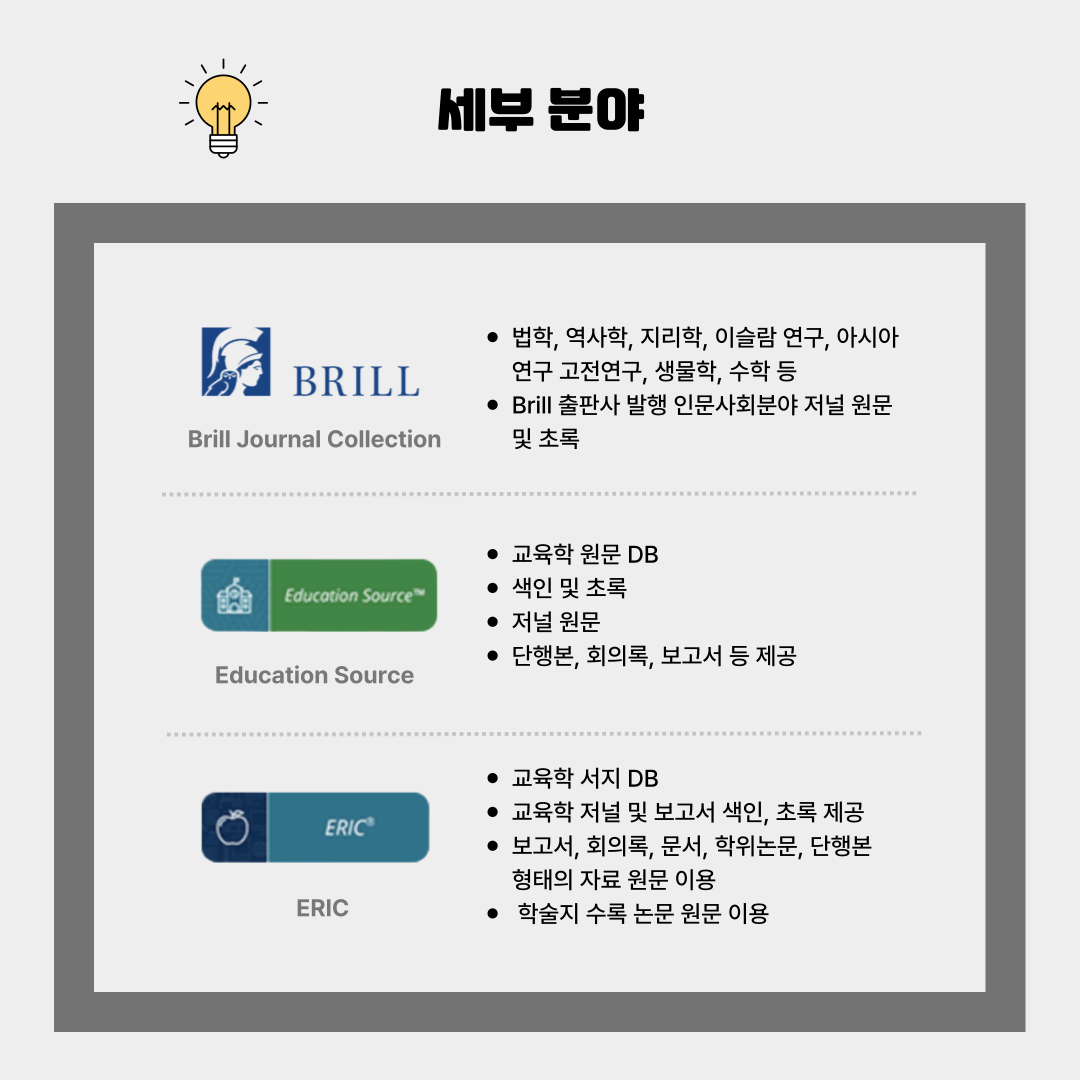 세부 분야
BRILL
Brill Journal Collection
• 법학, 역사학, 지리학, 이슬람 연구, 아시아
연구 고전연구, 생물학, 수학 등
• Brill 출판사 발행 인문사회분야 저널 원문
및 초록
Education Source™
Education Source
• 교육학 원문 DB
• 색인 및 초록
• 저널 원문
• 단행본, 회의록, 보고서 등 제공
ERIC®
ERIC
• 교육학 서지 DB
• 교육학 저널 및 보고서 색인, 초록 제공
• 보고서, 회의록, 문서, 학위논문, 단행본
형태의 자료 원문 이용
• 학술지 수록 논문 원문 이용